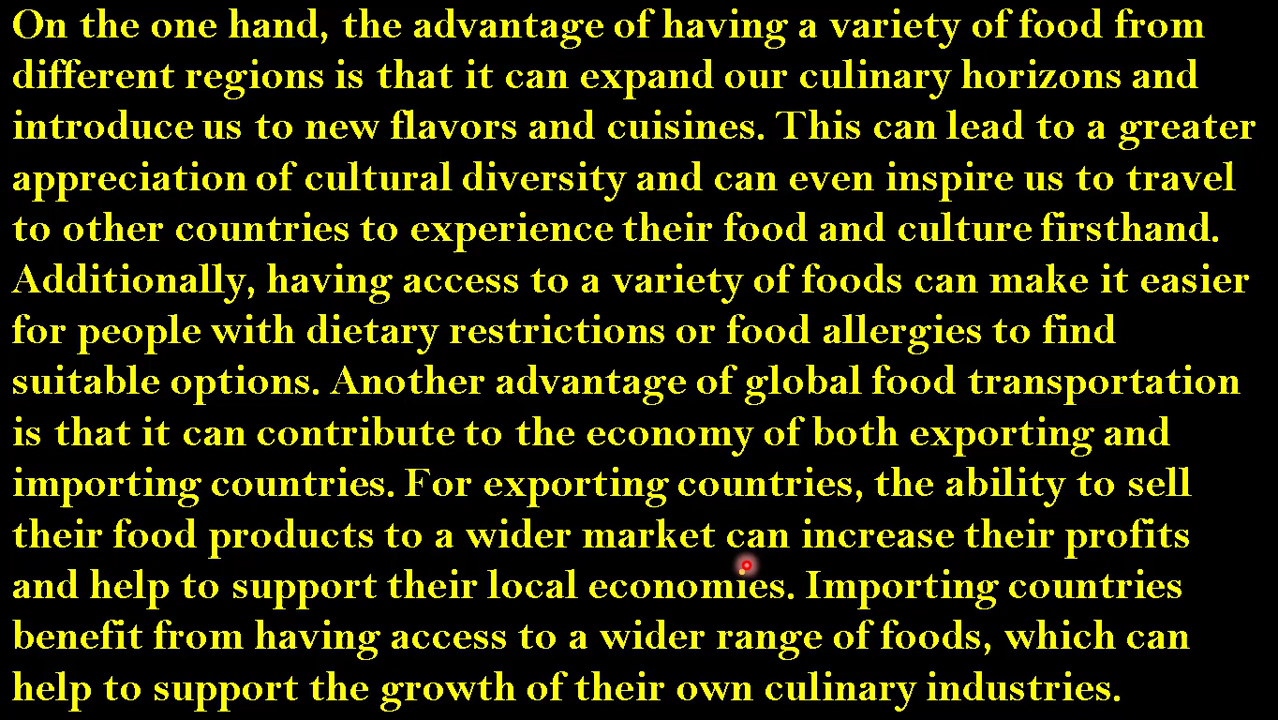 On the one hand, the advantage of having a variety of food from
different regions is that it can expand our culinary horizons and
introduce us to new flavors and cuisines. This can lead to a greater
appreciation of cultural diversity and can even inspire us to travel
to other countries to experience their food and culture firsthand.
Additionally, having access to a variety of foods can make it easier
for people with dietary restrictions or food allergies to find
suitable options. Another advantage of global food transportation
is that it can contribute to the economy of both exporting and
importing countries. For exporting countries, the ability to sell
their food products to a wider market can increase their profits
and help to support their local economies. Importing countries
benefit from having access to a wider range of foods, which can
help to support the growth of their own culinary industries.